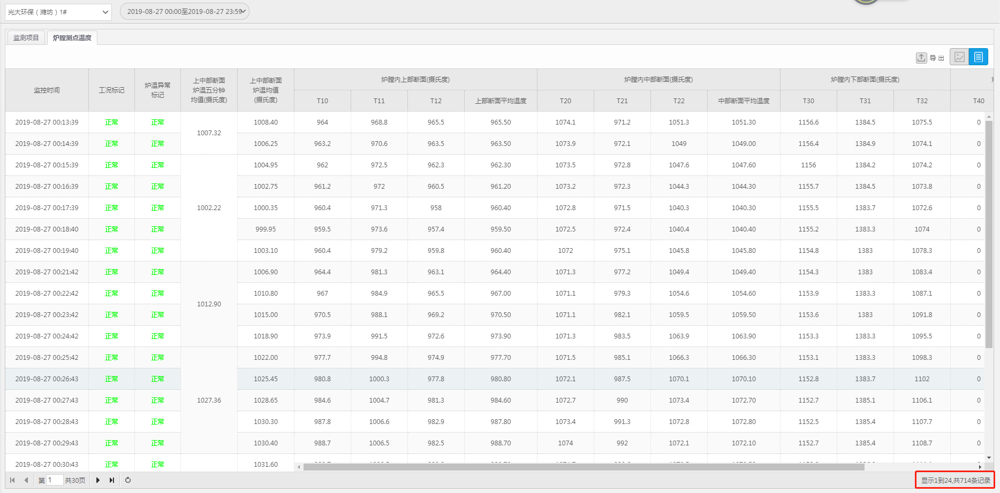 光大环保（潍坊）1#
2019-08-27 00:00至2019-08-27 23:59
监测项目 炉膛测点温度
导 出
监控时间 工况标记 炉温异常标记 上中部断面炉温五分钟均值(摄氏度) 上中部断面炉温均值(摄氏度) 炉膛内上部断面(摄氏度) 炉膛内中部断面(摄氏度) 炉膛内下部断面(摄氏度)
T10 T11 T12 上部断面平均温度 T20 T21 T22 中部断面平均温度 T30 T31 T32 T40
2019-08-27 00:13:39 正常 正常 1007.32 1008.40 964 968.8 965.5 965.50 1074.1 971.2 1051.3 1051.30 1156.6 1384.5 1075.5 0
2019-08-27 00:14:39 正常 正常 1006.25 963.2 970.6 963.5 963.50 1073.9 972.1 1049 1049.00 1156.4 1384.9 1074.1 0
2019-08-27 00:15:39 正常 正常 1004.95 962 972.5 962.3 962.30 1073.5 972.8 1047.6 1047.60 1156 1384.2 1074.2 0
2019-08-27 00:16:39 正常 正常 1002.75 961.2 972 960.5 961.20 1073.2 972.3 1044.3 1044.30 1155.7 1384.5 1073.8 0
2019-08-27 00:17:39 正常 正常 1002.22 1000.35 960.4 971.3 958 960.40 1072.8 971.5 1040.3 1040.30 1155.5 1383.7 1072.6 0
2019-08-27 00:18:40 正常 正常 999.95 959.5 973.6 957.4 959.50 1072.5 972.4 1040.4 1040.40 1155.2 1383.3 1074 0
2019-08-27 00:19:40 正常 正常 1003.10 960.4 979.2 959.8 960.40 1072 975.1 1045.8 1045.80 1154.8 1383 1078.3 0
2019-08-27 00:21:42 正常 正常 1006.90 964.4 981.3 963.1 964.40 1071.3 977.2 1049.4 1049.40 1154.3 1383 1083.4 0
2019-08-27 00:22:42 正常 正常 1012.90 1010.80 967 984.9 965.5 967.00 1071.1 979.3 1054.6 1054.60 1153.9 1383.3 1087.1 0
2019-08-27 00:23:42 正常 正常 1015.00 970.5 988.1 969.2 970.50 1071.1 982.1 1059.5 1059.50 1153.6 1383 1091.8 0
2019-08-27 00:24:42 正常 正常 1018.90 973.9 991.5 972.6 973.90 1071.3 983.5 1063.9 1063.90 1153.3 1383.3 1095.5 0
2019-08-27 00:25:42 正常 正常 1022.00 977.7 994.8 974.9 977.70 1071.5 985.1 1066.3 1066.30 1153.1 1383.3 1098.3 0
2019-08-27 00:26:43 正常 正常 1025.45 980.8 1000.3 977.8 980.80 1072.1 987.5 1070.1 1070.10 1152.8 1383.7 1102 0
2019-08-27 00:27:43 正常 正常 1027.36 1028.65 984.6 1004.7 981.3 984.60 1072.7 990 1073.4 1072.70 1152.7 1385.1 1106.1 0
2019-08-27 00:28:43 正常 正常 1030.30 987.8 1006.6 982.9 987.80 1073.4 991.3 1072.8 1072.80 1152.5 1385.4 1107.7 0
2019-08-27 00:29:43 正常 正常 1030.40 988.7 1006.5 982.5 988.70 1074 992 1072.1 1072.10 1152.7 1385.4 1108.7 0
2019-08-27 00:30:43 正常 正常 1031.60
第 1 共30页
显示1到24,共714条记录